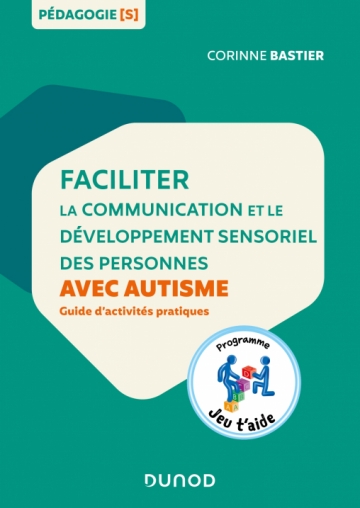 PÉDAGOGIE [S]
CORINNE BASTIER
FACILITER
LA COMMUNICATION ET LE
DÉVELOPPEMENT SENSORIEL
DES PERSONNES
AVEC AUTISME
Guide d'activités pratiques
Programme
Jeu t'aide
DUNOD